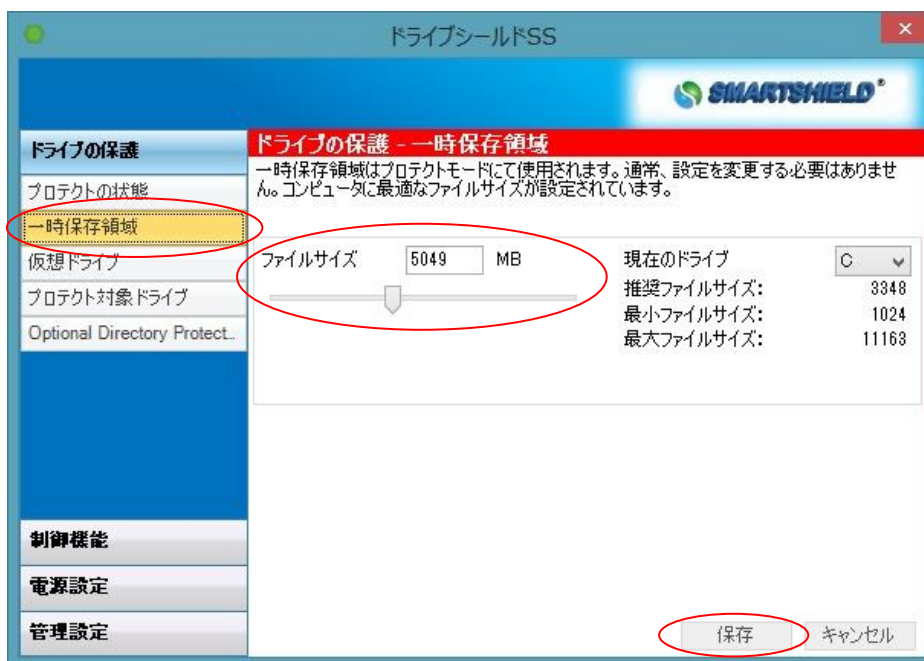 ドライブシールドSS
SMARTSHIELD®
ドライブの保護
プロテクトの状態
一時保存領域
仮想ドライブ
プロテクト対象ドライブ
Optional Directory Protect..
制御機能
電源設定
管理設定
ドライブの保護 - 一時保存領域
一時保存領域はプロテクトモードにて使用されます。通常、設定を変更する必要はありませ
ん。コンピュータに最適なファイルサイズが設定されています。
ファイルサイズ 5049 MB
現在のドライブ C
推奨ファイルサイズ: 3348
最小ファイルサイズ: 1024
最大ファイルサイズ: 11163
保存 キャンセル